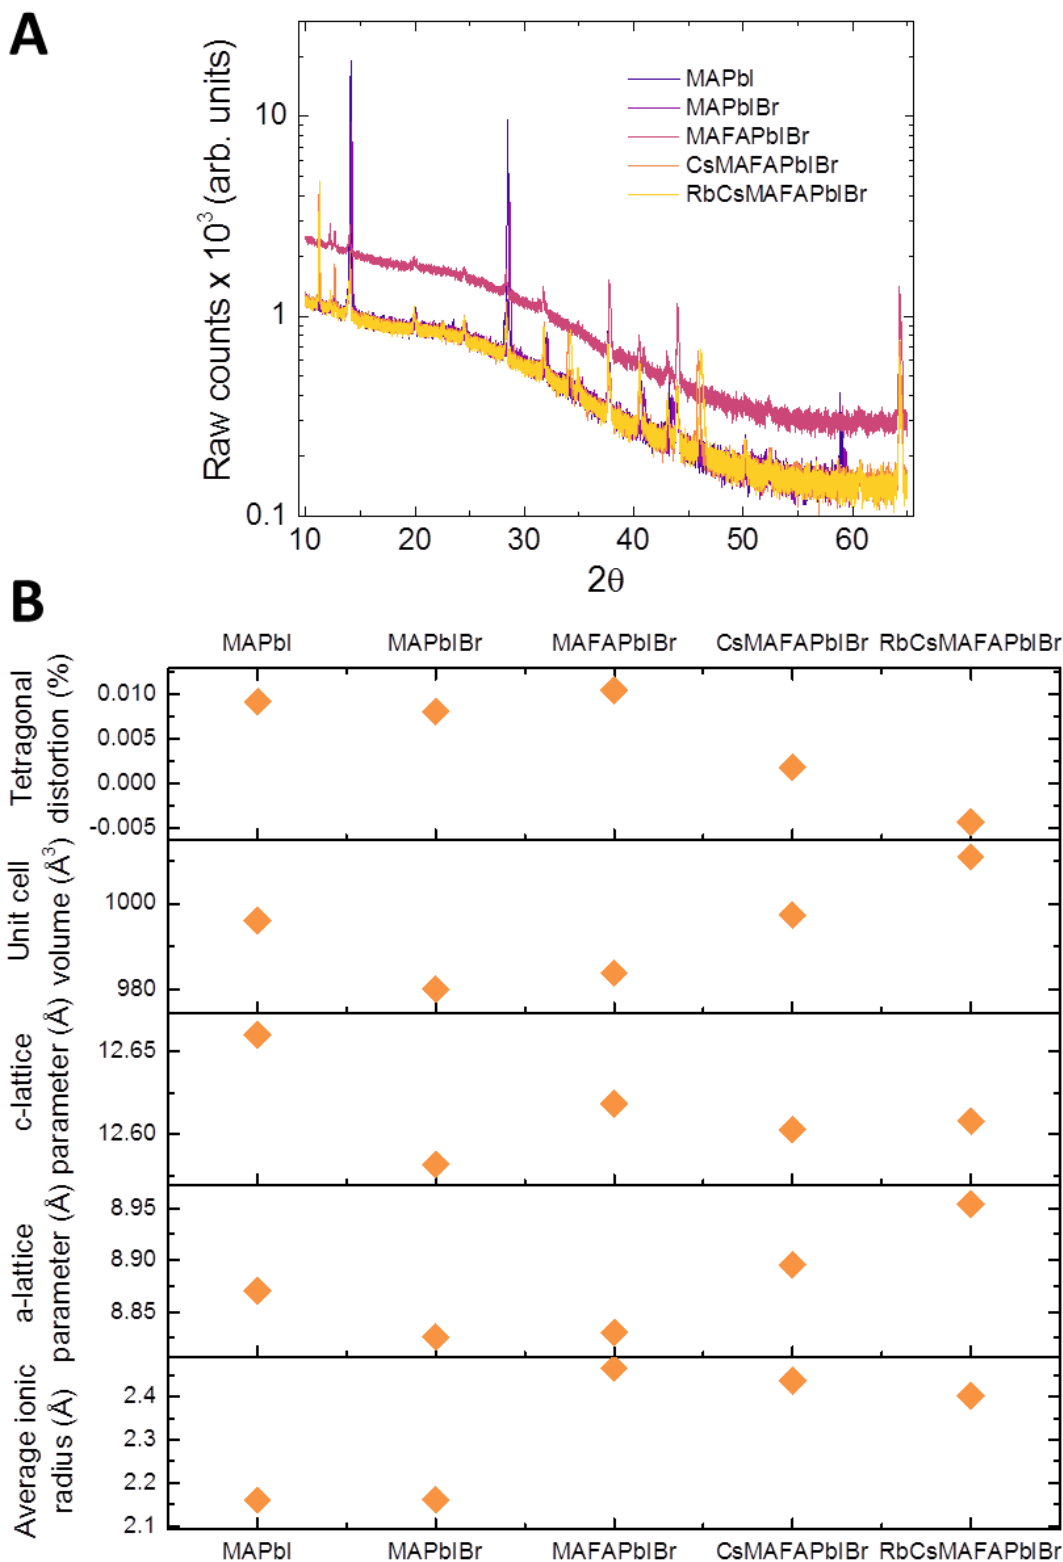 A
Raw counts x 10³ (arb. units)
10
1
0.1
MAPbI
MAPbIBr
MAFAPbIBr
CsMAFAPbIBr
RbCsMAFAPbIBr
10 20 30 40 50 60
2θ
B
MAPbI MAPbIBr MAFAPbIBr CsMAFAPbIBr RbCsMAFAPbIBr
Tetragonal
distortion (%)
0.010
0.005
0.000
-0.005
Unit cell
volume (Å³)
1000
980
c-lattice
parameter (Å)
12.65
12.60
a-lattice
parameter (Å)
8.95
8.90
8.85
Average ionic
radius (Å)
2.4
2.3
2.2
2.1
MAPbI MAPbIBr MAFAPbIBr CsMAFAPbIBr RbCsMAFAPbIBr